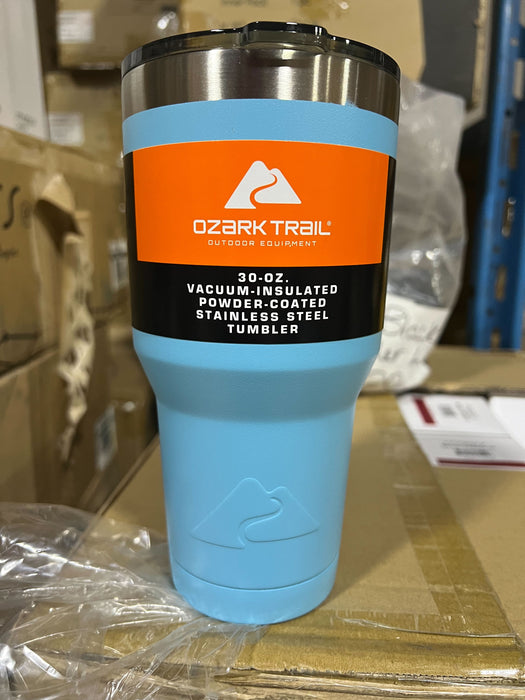 OZARK TRAIL®
OUTDOOR EQUIPMENT
30-OZ.
VACUUM-INSULATED
POWDER-COATED
STAINLESS STEEL
TUMBLER